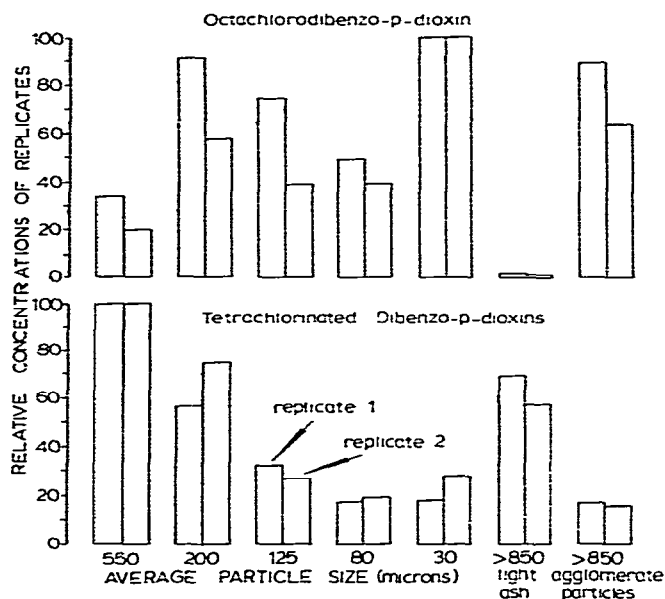 Octachlorodibenzo-p-dioxin
RELATIVE CONCENTRATIONS OF REPLICATES
100
80
60
40
20
0
Tetrachlorinated Dibenzo-p-dioxins
100
80
60
40
20
0
replicate 1
replicate 2
550 200 125 80 30 >850 >850
AVERAGE PARTICLE SIZE (microns) light agglomerate
ash particles